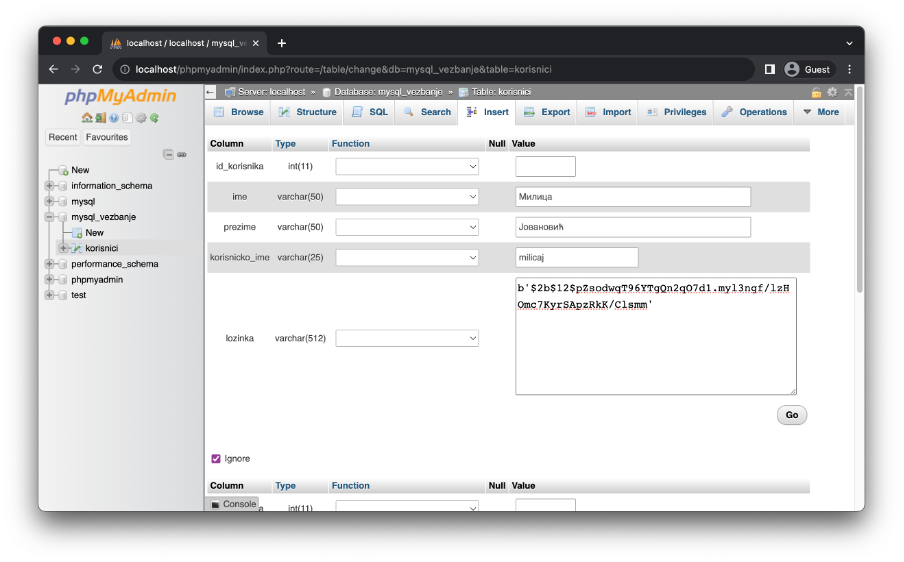 localhost / localhost / mysql_ve
localhost/phpmyadmin/index.php?route=/table/change&db=mysql_vezbanje&table=korisnici
Guest
phpMyAdmin
Recent Favourites
New
information_schema
mysql
mysql_vezbanje
New
korisnici
performance_schema
phpmyadmin
test
Server: localhost » Database: mysql_vezbanje » Table: korisnici
Browse Structure SQL Search Insert Export Import Privileges Operations More
Column Type Function Null Value
id_korisnika int(11)
ime varchar(50) Милица
prezime varchar(50) Јовановић
korisnicko_ime varchar(25) milicaj
lozinka varchar(512) b'$2b$12$pZsodwqT96YTgQn2qO7d1.myl3ngf/lzH
Omc7KyrSApzRkK/Clsmm'
Go
Ignore
Column Type Function Null Value
Console int(11)